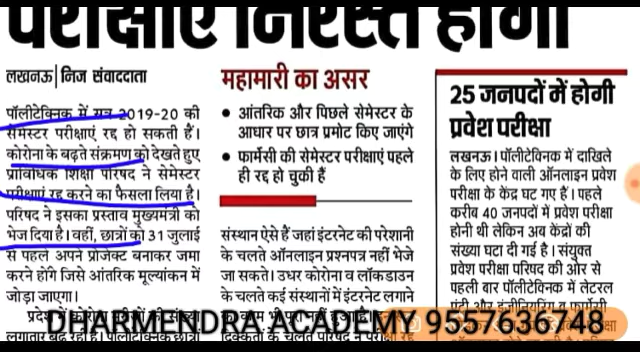 परीक्षाएं निरस्त होंगी
लखनऊ | निज संवाददाता
पॉलीटेक्निक में सत्र 2019-20 की
सेमेस्टर परीक्षाएं रद्द हो सकती हैं।
कोरोना के बढ़ते संक्रमण को देखते हुए
प्राविधिक शिक्षा परिषद ने सेमेस्टर
परीक्षाएं रद्द करने का फैसला लिया है।
परिषद ने इसका प्रस्ताव मुख्यमंत्री को
भेज दिया है। वहीं, छात्रों को 31 जुलाई
से पहले अपने प्रोजेक्ट बनाकर जमा
करने होंगे जिसे आंतरिक मूल्यांकन में
जोड़ा जाएगा।
महामारी का असर
• आंतरिक और पिछले सेमेस्टर के
आधार पर छात्र प्रमोट किए जाएंगे
• फार्मेसी की सेमेस्टर परीक्षाएं पहले
ही रद्द हो चुकी हैं
संस्थान ऐसे हैं जहां इंटरनेट की परेशानी
के चलते ऑनलाइन प्रश्नपत्र नहीं भेजे
जा सकते। उधर कोरोना व लॉकडाउन
के चलते कई संस्थानों में इंटरनेट लगाने
25 जनपदों में होगी
प्रवेश परीक्षा
लखनऊ। पॉलीटेक्निक में दाखिले
के लिए होने वाली ऑनलाइन प्रवेश
परीक्षा के केंद्र घट गए हैं। पहले
करीब 40 जनपदों में प्रवेश परीक्षा
होनी थी लेकिन अब केंद्रों की
संख्या घटा दी गई है। संयुक्त
प्रवेश परीक्षा परिषद की ओर से
पहली बार पॉलीटेक्निक में लेटरल
DHARMENDRA ACADEMY 9557636748